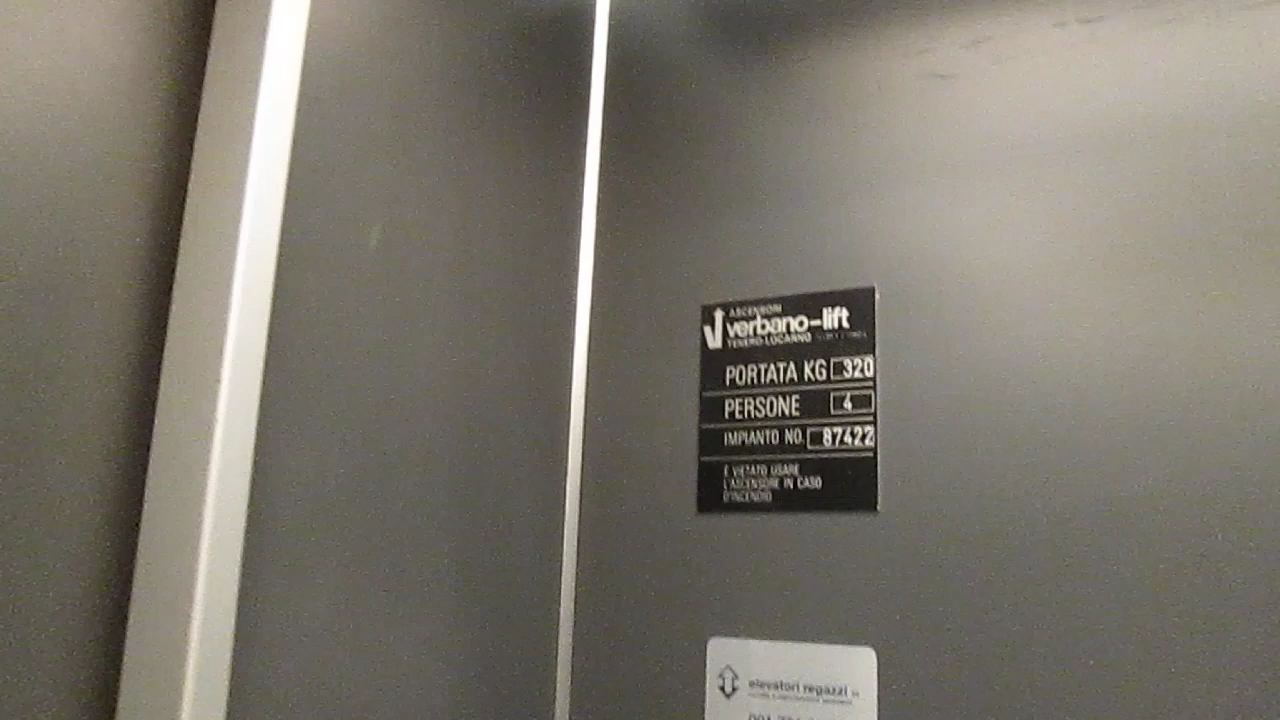 ASCENSORI
verbano-lift
TENERO-LOCARNO
PORTATA KG 320
PERSONE 4
IMPIANTO NO. 87422
È VIETATO USARE
L'ASCENSORE IN CASO
D'INCENDIO
elevatori regazzi